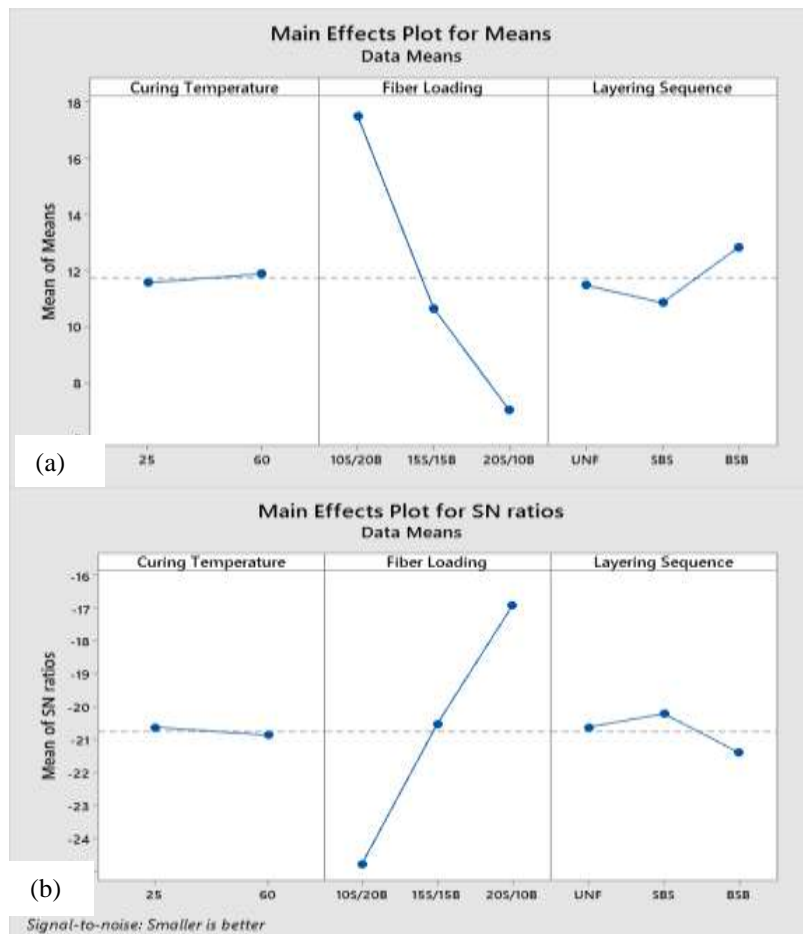 Main Effects Plot for Means
Data Means
Curing Temperature Fiber Loading Layering Sequence
18
16
14
12
10
8
Mean of Means
25 60 10S/20B 15S/15B 20S/10B UNF SBS BSB
(a)
Main Effects Plot for SN ratios
Data Means
Curing Temperature Fiber Loading Layering Sequence
-16
-17
-18
-19
-20
-21
-22
-23
-24
Mean of SN ratios
25 60 10S/20B 15S/15B 20S/10B UNF SBS BSB
(b)
Signal-to-noise: Smaller is better